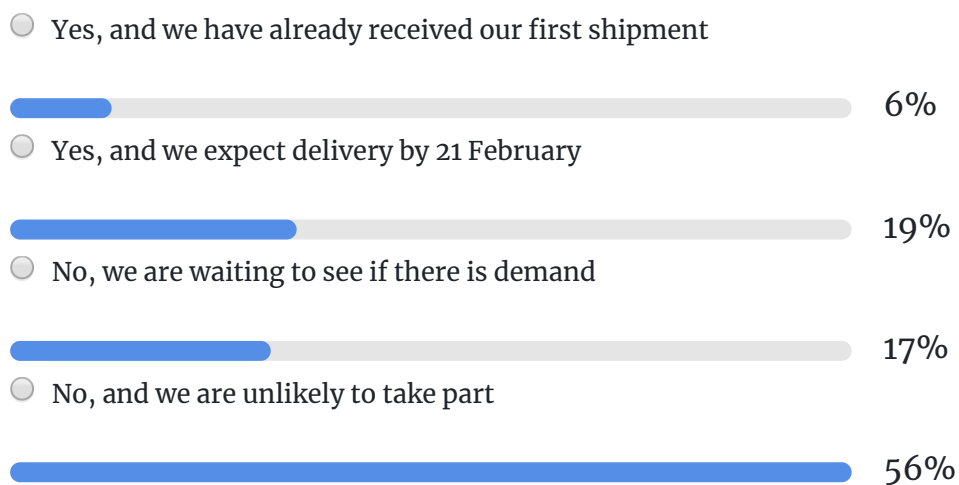 Yes, and we have already received our first shipment
6%
Yes, and we expect delivery by 21 February
19%
No, we are waiting to see if there is demand
17%
No, and we are unlikely to take part
56%